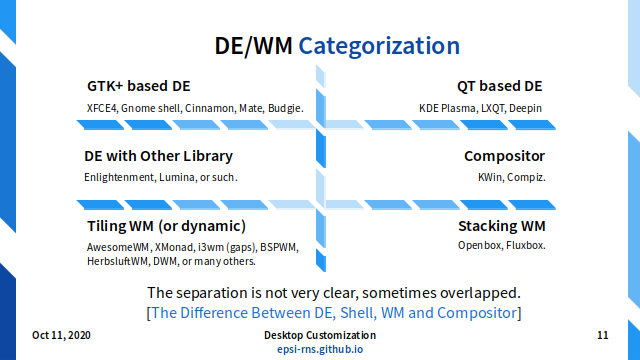 DE/WM Categorization
GTK+ based DE
XFCE4, Gnome shell, Cinnamon, Mate, Budgie.
QT based DE
KDE Plasma, LXQT, Deepin
DE with Other Library
Enlightenment, Lumina, or such.
Compositor
KWin, Compiz.
Tiling WM (or dynamic)
AwesomeWM, XMonad, i3wm (gaps), BSPWM,
HerbsluftWM, DWM, or many others.
Stacking WM
Openbox, Fluxbox.
The separation is not very clear, sometimes overlapped.
[The Difference Between DE, Shell, WM and Compositor]
Oct 11, 2020
Desktop Customization
epsi-rns.github.io
11